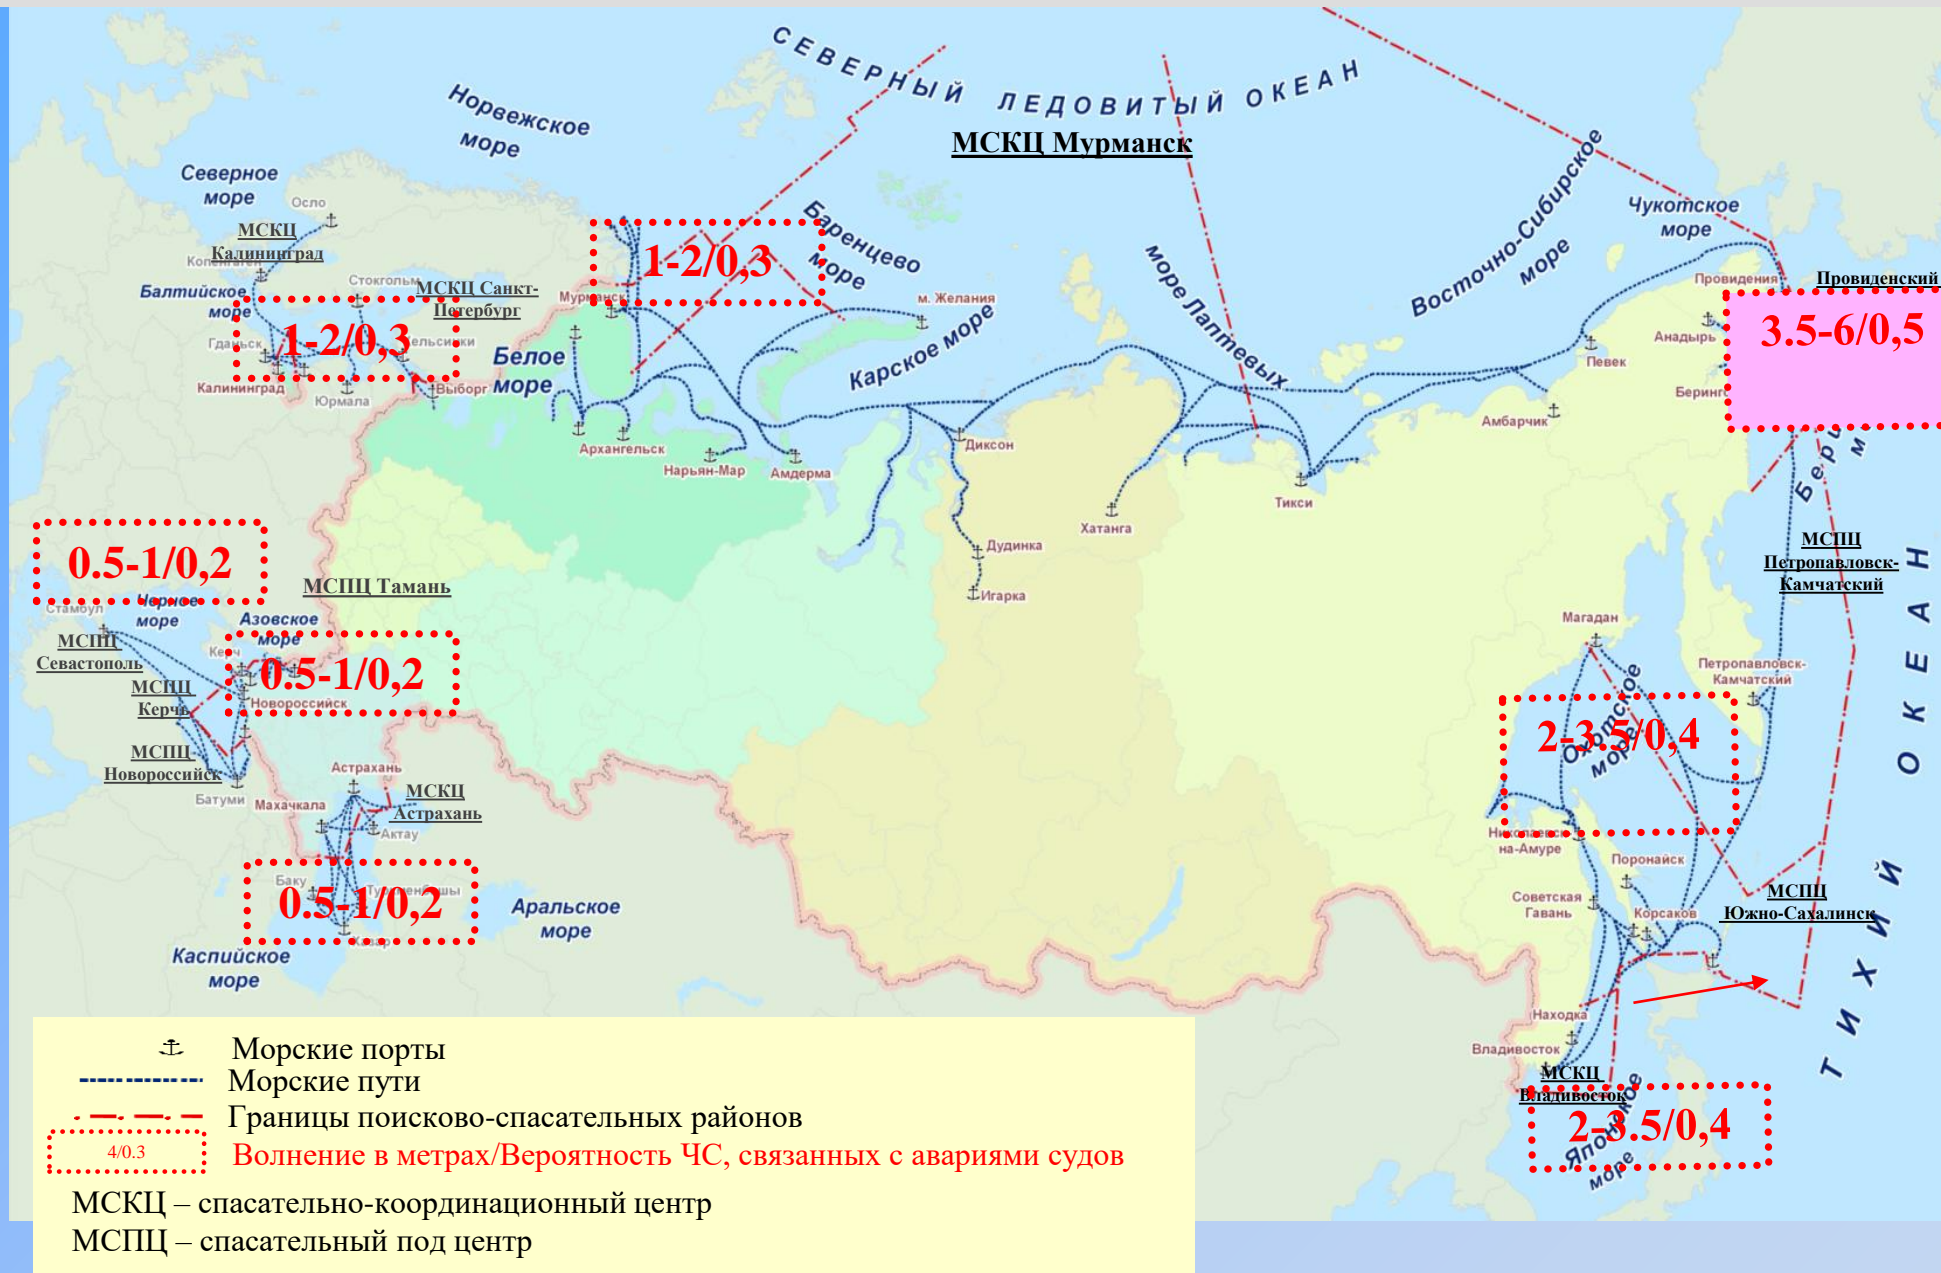 СЕВЕРНЫЙ ЛЕДОВИТЫЙ ОКЕАН
МСКЦ Мурманск
Норвежское
море
Северное
море
Осло
МСКЦ
Калининград
Стокгольм
МСКЦ Санкт-
Петербург
Балтийское
море
1-2/0,3
Гданьск
Калининград
Юрмала
Выборг
Мурманск
1-2/0,3
Баренцево
море
м. Желания
Белое
море
Карское море
море Лаптевых
Восточно-Сибирское
море
Чукотское
море
Провидения
Провиденский
Анадырь
3.5-6/0,5
Певек
Амбарчик
Архангельск
Нарьян-Мар
Амдерма
Диксон
Хатанга
Тикси
Дудинка
Игарка
0.5-1/0,2
МСПЦ Тамань
Стамбул
Черное
море
Азовское
море
МСПЦ
Севастополь
Керчь
0.5-1/0,2
МСПЦ
Керчь
Новороссийск
МСПЦ
Новороссийск
Батуми
Астрахань
Махачкала
МСКЦ
Астрахань
Актау
Баку
0.5-1/0,2
Аральское
море
Каспийское
море
МСПЦ
Петропавловск-
Камчатский
Магадан
Петропавловск-
Камчатский
2-3.5/0,4
Охотское
море
Николаевск-
на-Амуре
Поронайск
Советская
Гавань
Корсаков
МСПЦ
Южно-Сахалинск
ТИХИЙ ОКЕАН
Находка
Владивосток
МСКЦ
Владивосток
2-3.5/0,4
Японское
море
Морские порты
Морские пути
Границы поисково-спасательных районов
4/0.3
Волнение в метрах/Вероятность ЧС, связанных с авариями судов
МСКЦ – спасательно-координационный центр
МСПЦ – спасательный под центр